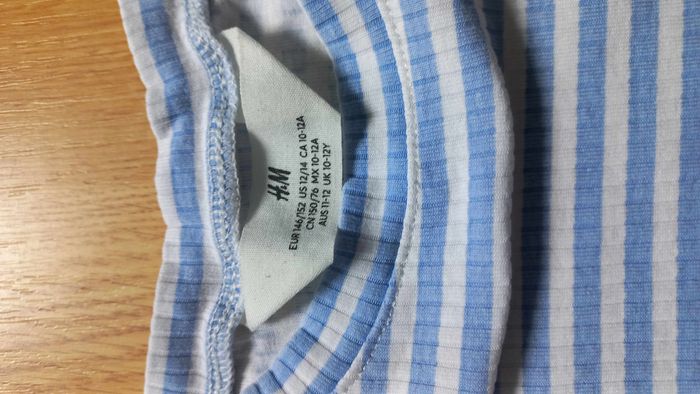 H&M
EUR 146/152 US 12/14 CA 10-12A
CN 150/76 MX 10-12A
AUS 11-12 UK 10-12Y